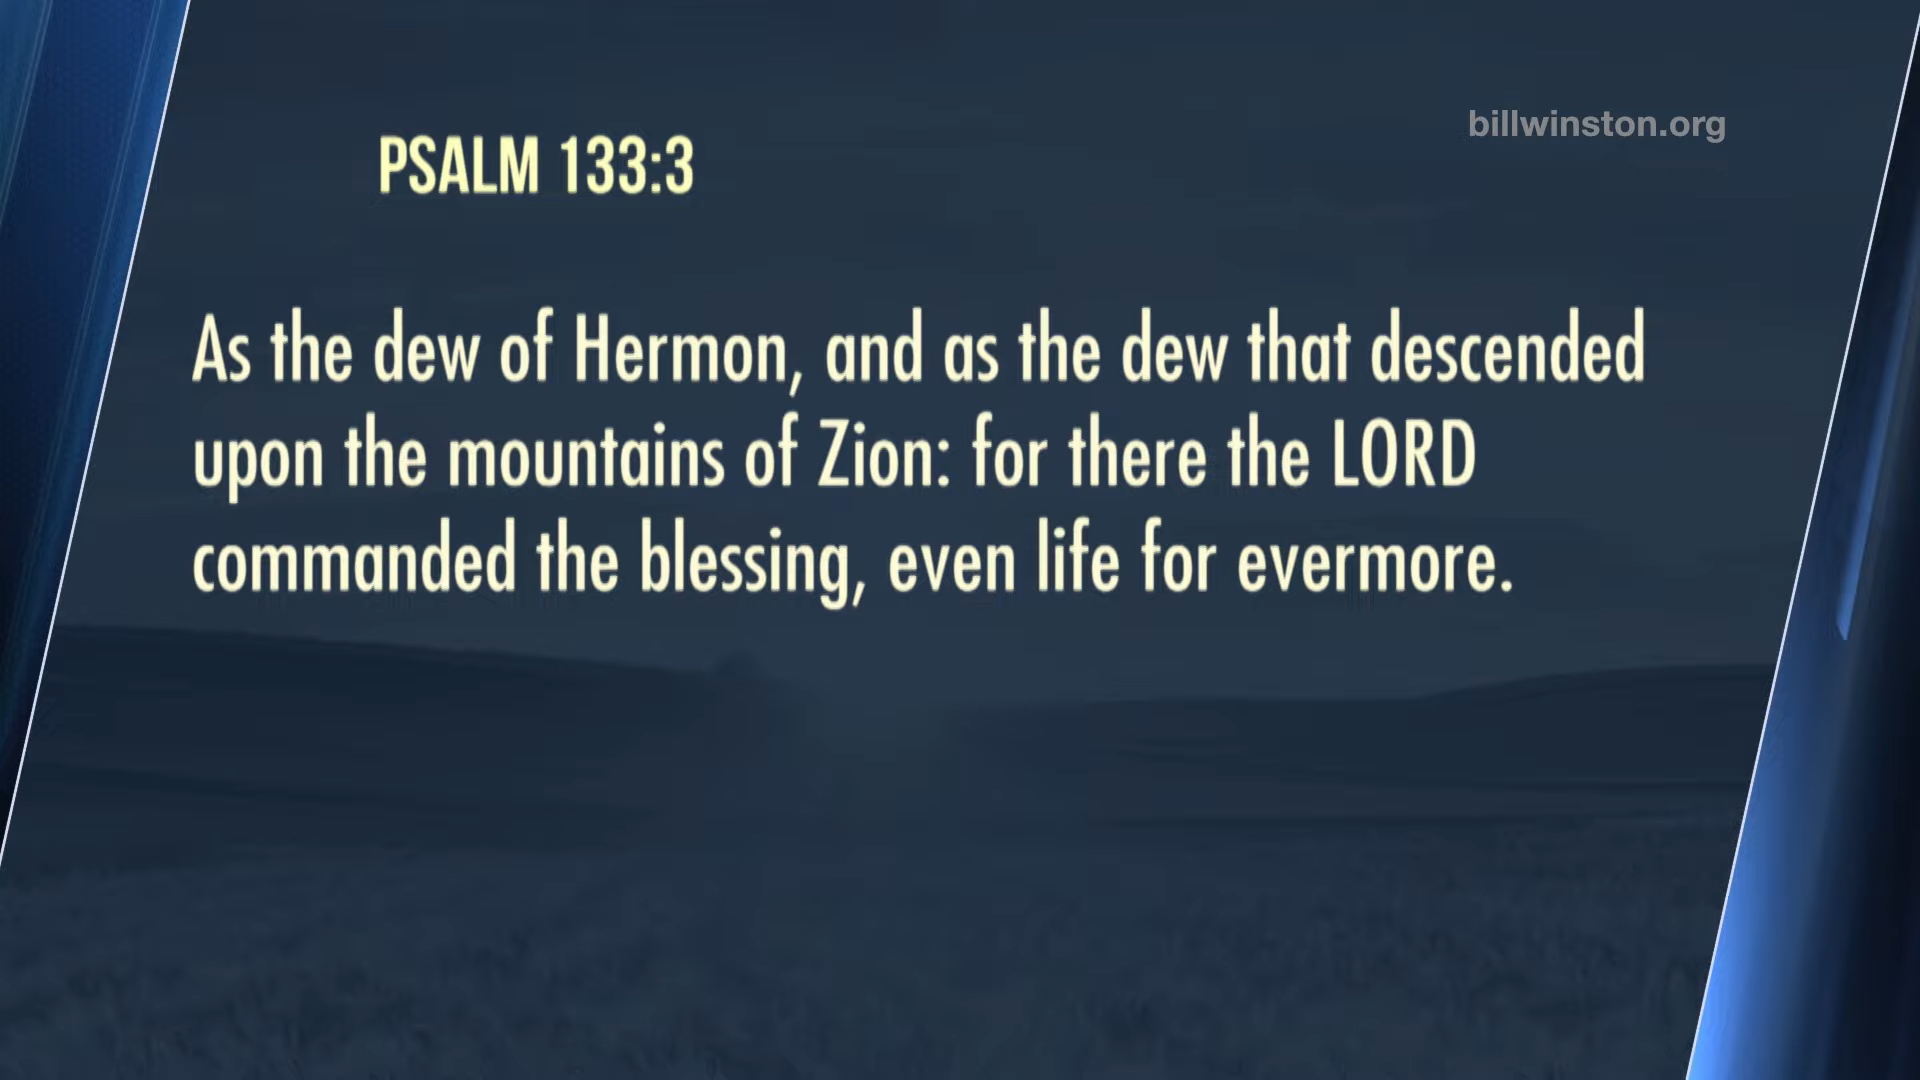 billwinston.org
PSALM 133:3
As the dew of Hermon, and as the dew that descended
upon the mountains of Zion: for there the LORD
commanded the blessing, even life for evermore.